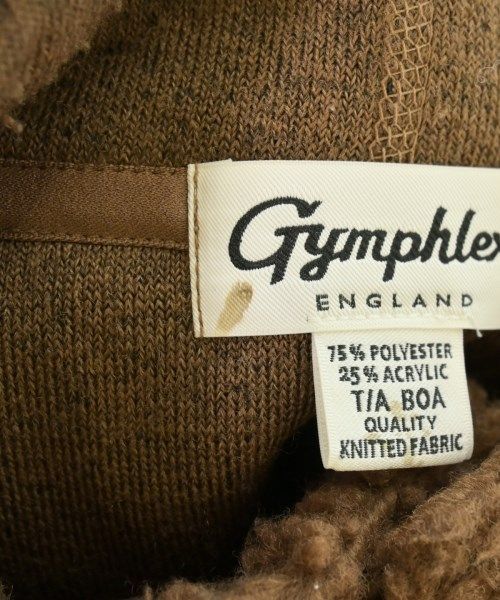 Gymphlex
ENGLAND
75% POLYESTER
25% ACRYLIC
T/A BOA
QUALITY
KNITTED FABRIC